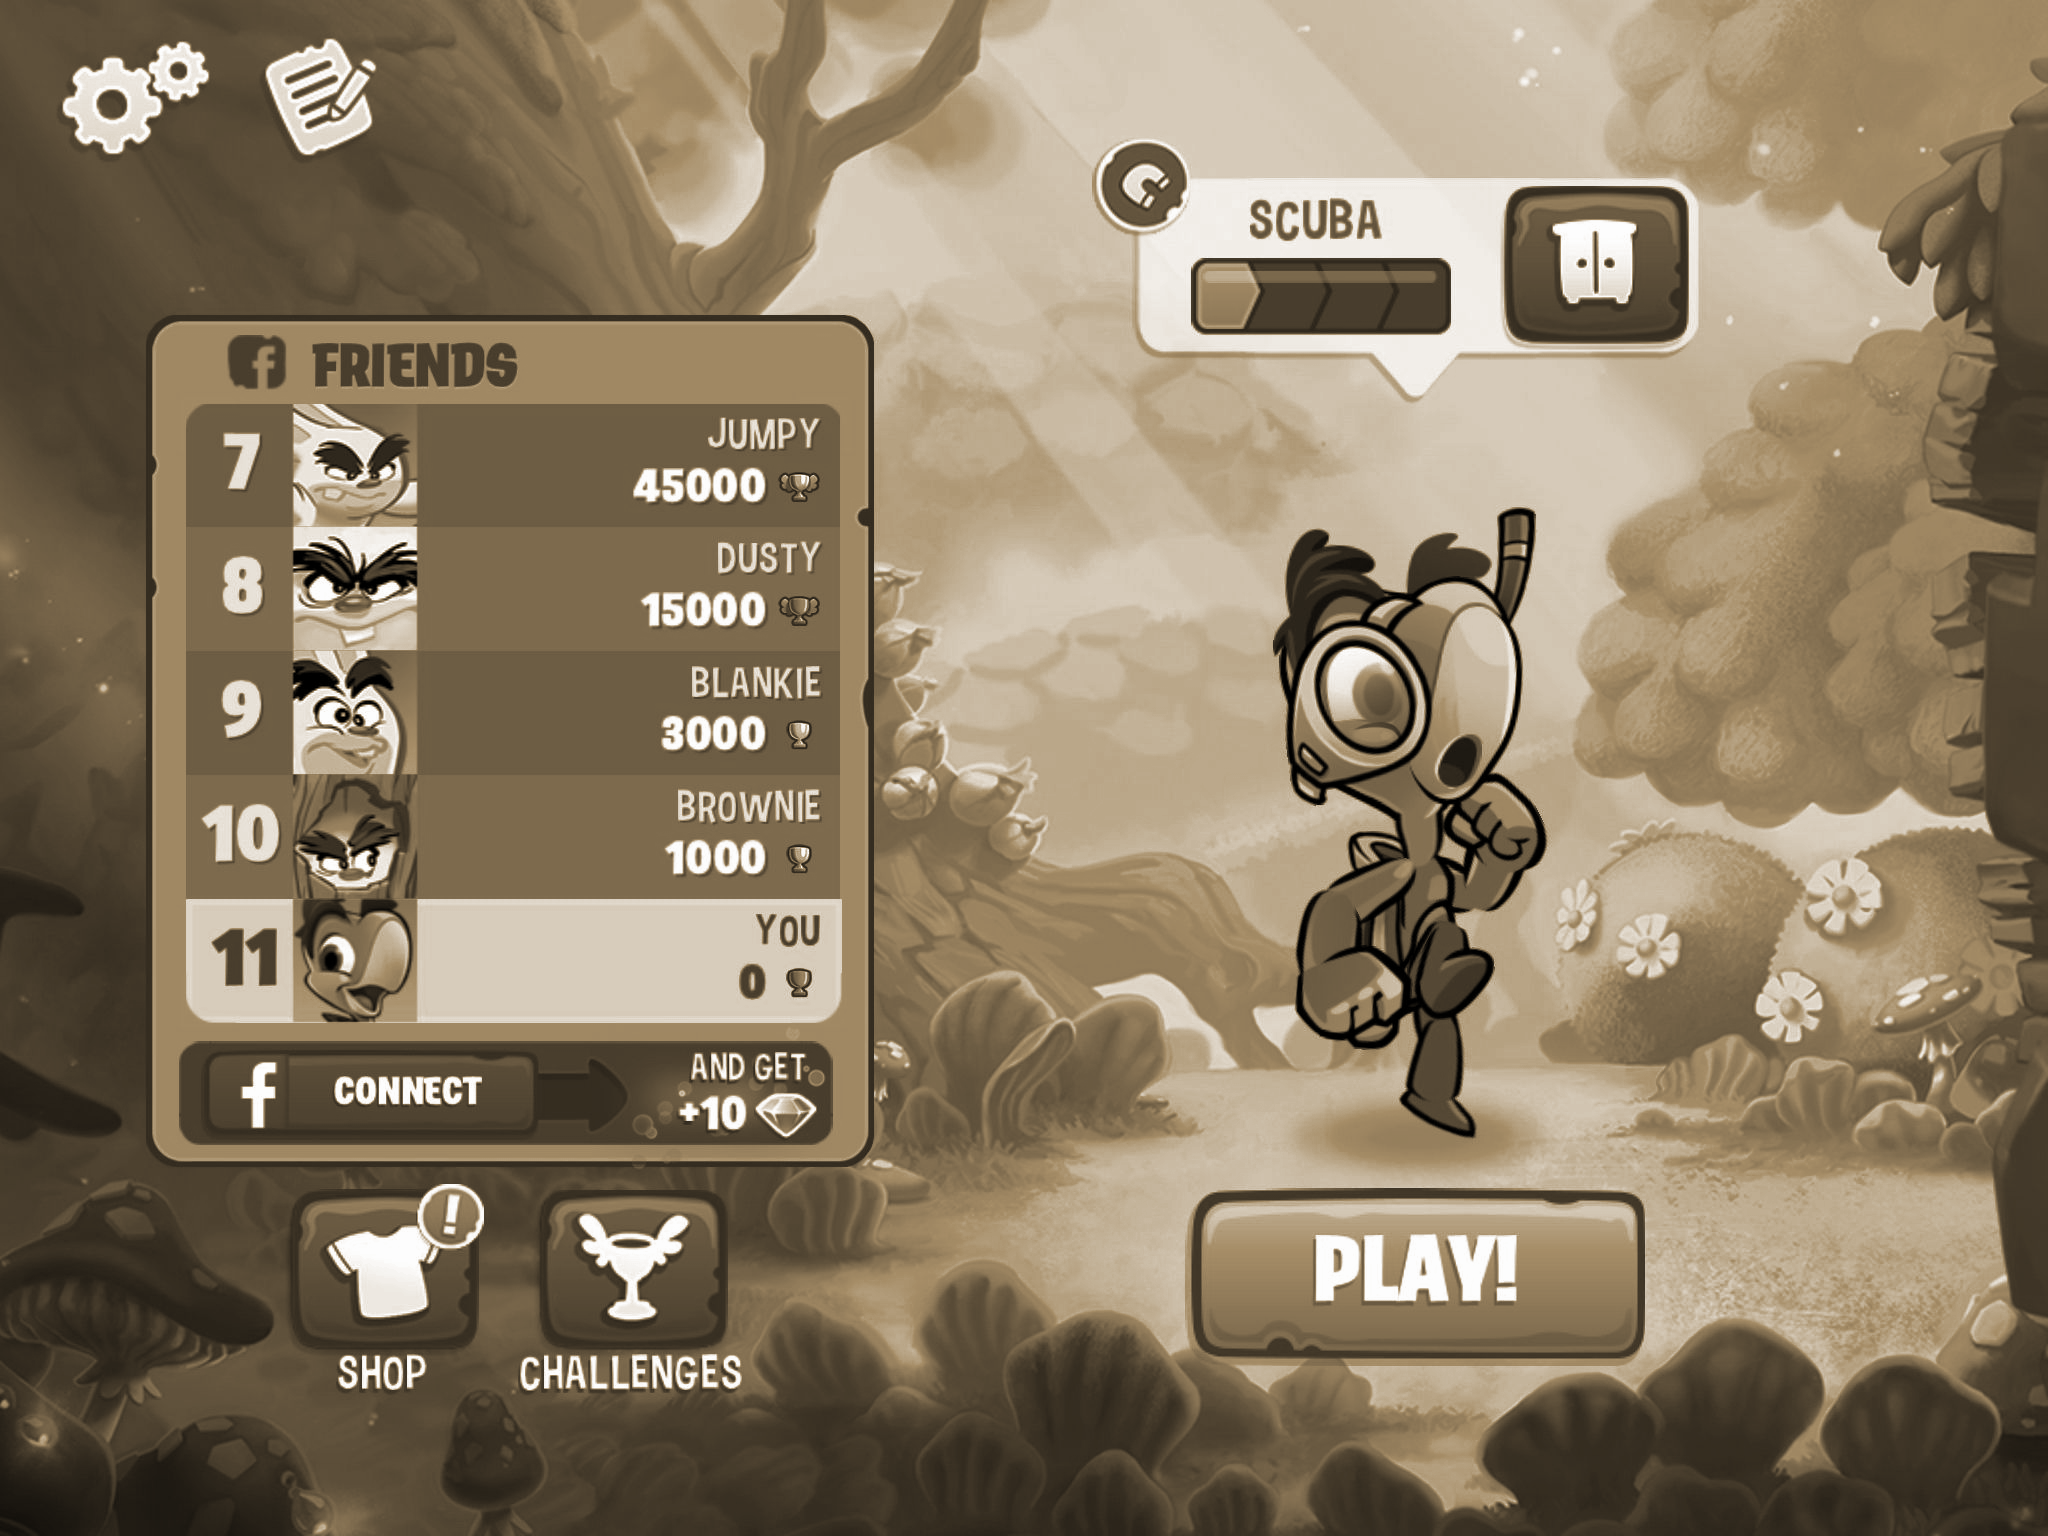 SCUBA
FRIENDS
7
JUMPY
45000
8
DUSTY
15000
9
BLANKIE
3000
10
BROWNIE
1000
11
YOU
0
f CONNECT
AND GET
+10
!
SHOP
CHALLENGES
PLAY!